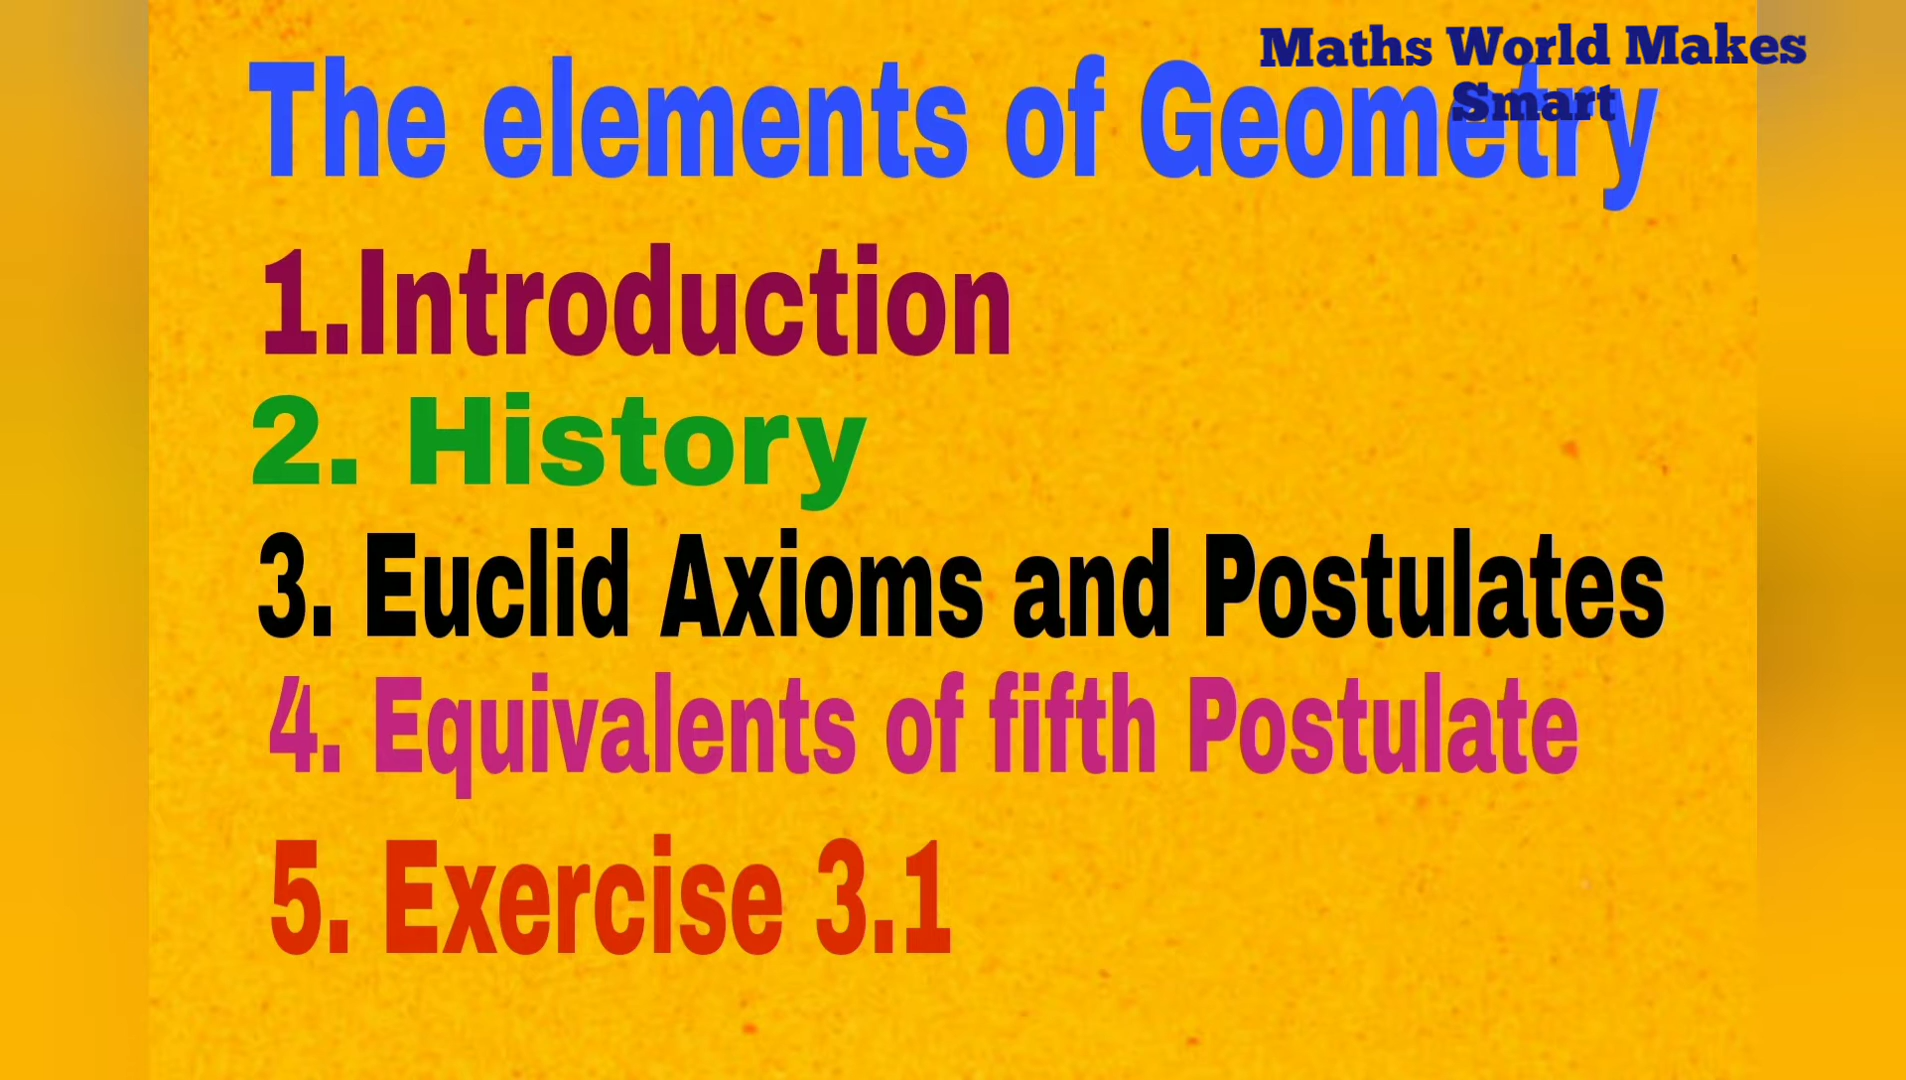 Maths World Makes
Smart
The elements of Geometry
1.Introduction
2. History
3. Euclid Axioms and Postulates
4. Equivalents of fifth Postulate
5. Exercise 3.1